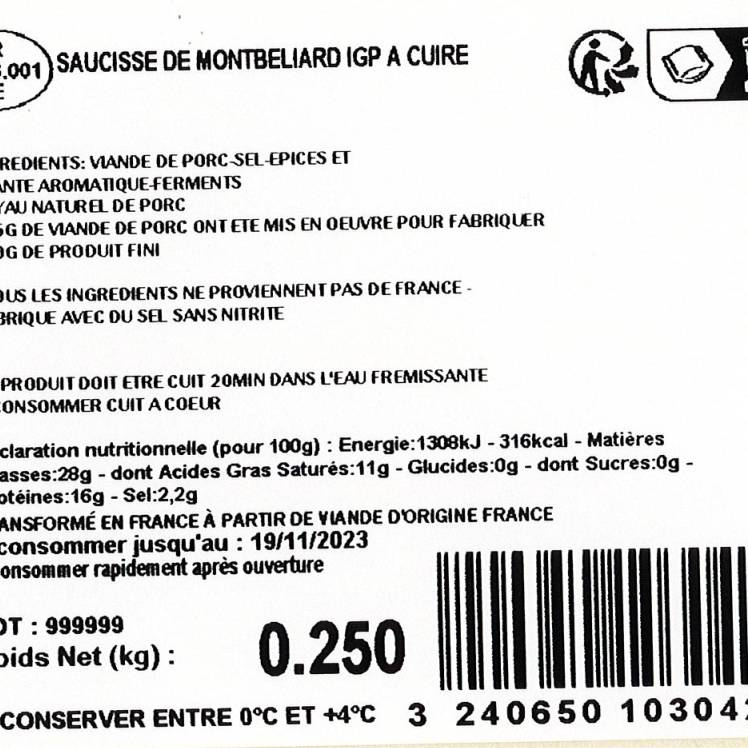 .001
SAUCISSE DE MONTBELIARD IGP A CUIRE
REDIENTS: VIANDE DE PORC-SEL-EPICES ET
ANTE AROMATIQUE-FERMENTS
YAU NATUREL DE PORC
G DE VIANDE DE PORC ONT ETE MIS EN OEUVRE POUR FABRIQUER
G DE PRODUIT FINI
OUS LES INGREDIENTS NE PROVIENNENT PAS DE FRANCE -
BRIQUE AVEC DU SEL SANS NITRITE
PRODUIT DOIT ETRE CUIT 20MIN DANS L'EAU FREMISSANTE
CONSOMMER CUIT A COEUR
claration nutritionnelle (pour 100g) : Energie:1308kJ - 316kcal - Matières
asses:28g - dont Acides Gras Saturés:11g - Glucides:0g - dont Sucres:0g -
otéines:16g - Sel:2,2g
ANSFORMÉ EN FRANCE À PARTIR DE VIANDE D'ORIGINE FRANCE
consommer jusqu'au : 19/11/2023
onsommer rapidement après ouverture
OT : 999999
oids Net (kg) : 0.250
CONSERVER ENTRE 0°C ET +4°C
3 240650 10304